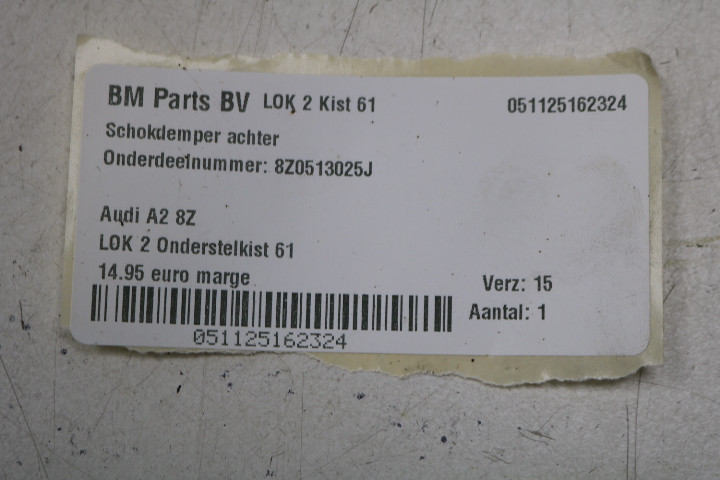 BM Parts BV LOK 2 Kist 61 051125162324
Schokdemper achter
Onderdeelnummer: 8Z0513025J
Audi A2 8Z
LOK 2 Onderstelkist 61
14.95 euro marge Verz: 15
Aantal: 1
051125162324